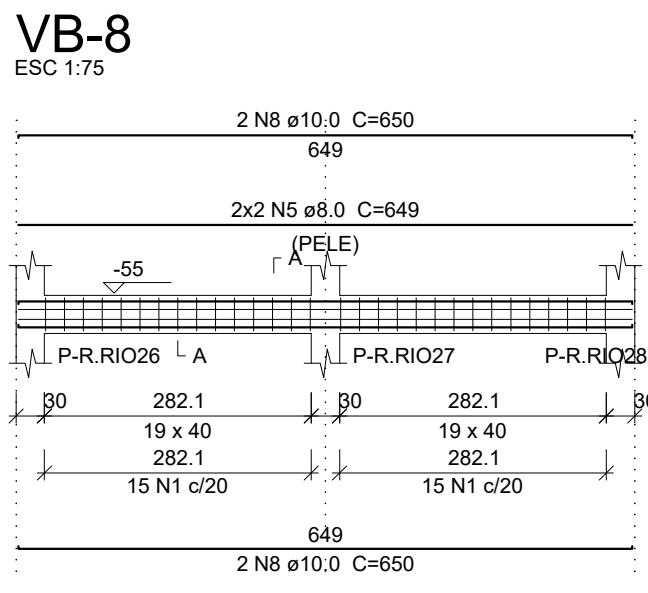 VB-8
ESC 1:75
2 N8 ø10.0 C=650
649
2x2 N5 ø8.0 C=649
(PELE)
A
-55
P-R.RIO26
A
P-R.RIO27
P-R.RIO28
30 282.1 30 282.1
19 x 40 19 x 40
282.1 282.1
15 N1 c/20 15 N1 c/20
649
2 N8 ø10.0 C=650